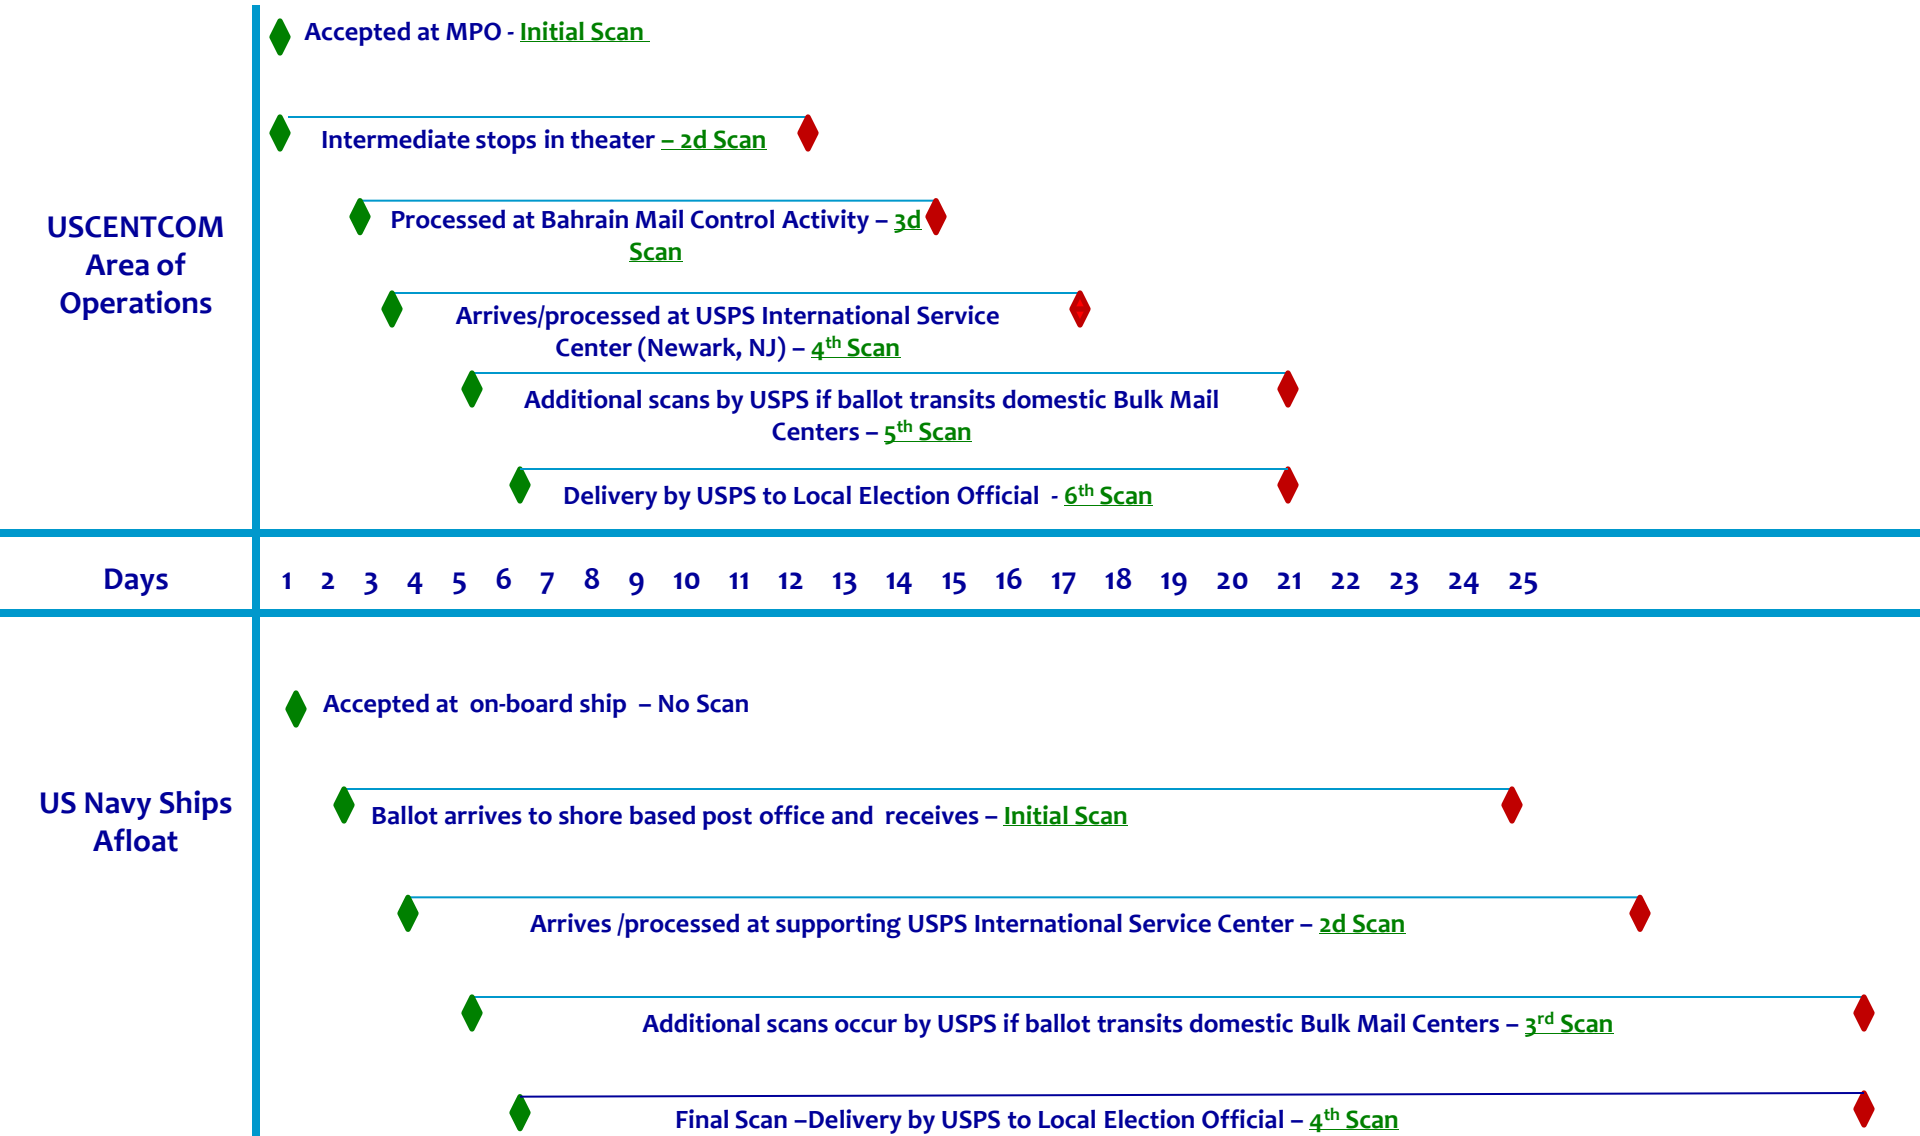 Accepted at MPO - Initial Scan
Intermediate stops in theater – 2d Scan
USCENTCOM
Area of
Operations
Processed at Bahrain Mail Control Activity – 3d
Scan
Arrives/processed at USPS International Service
Center (Newark, NJ) – 4th Scan
Additional scans by USPS if ballot transits domestic Bulk Mail
Centers – 5th Scan
Delivery by USPS to Local Election Official - 6th Scan
Days 1 2 3 4 5 6 7 8 9 10 11 12 13 14 15 16 17 18 19 20 21 22 23 24 25
Accepted at on-board ship – No Scan
US Navy Ships
Afloat
Ballot arrives to shore based post office and receives – Initial Scan
Arrives /processed at supporting USPS International Service Center – 2d Scan
Additional scans occur by USPS if ballot transits domestic Bulk Mail Centers – 3rd Scan
Final Scan –Delivery by USPS to Local Election Official – 4th Scan